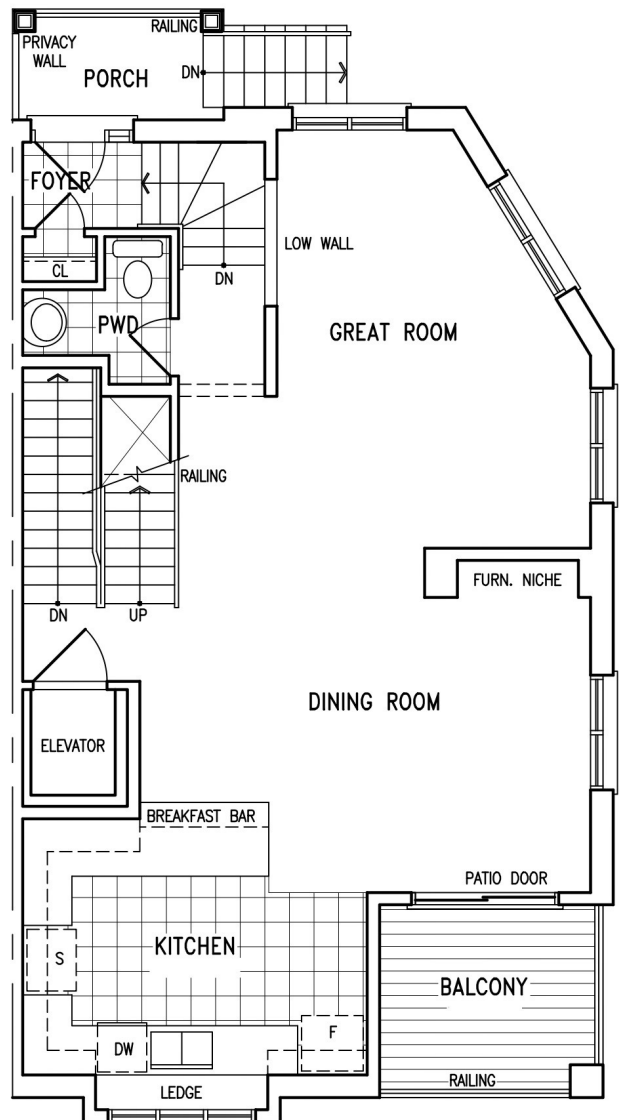 RAILING
PRIVACY
WALL
PORCH
DN
FOYER
LOW WALL
CL
DN
PWD
GREAT ROOM
RAILING
FURN. NICHE
DN
UP
DINING ROOM
ELEVATOR
BREAKFAST BAR
PATIO DOOR
KITCHEN
S
BALCONY
F
DW
RAILING
LEDGE